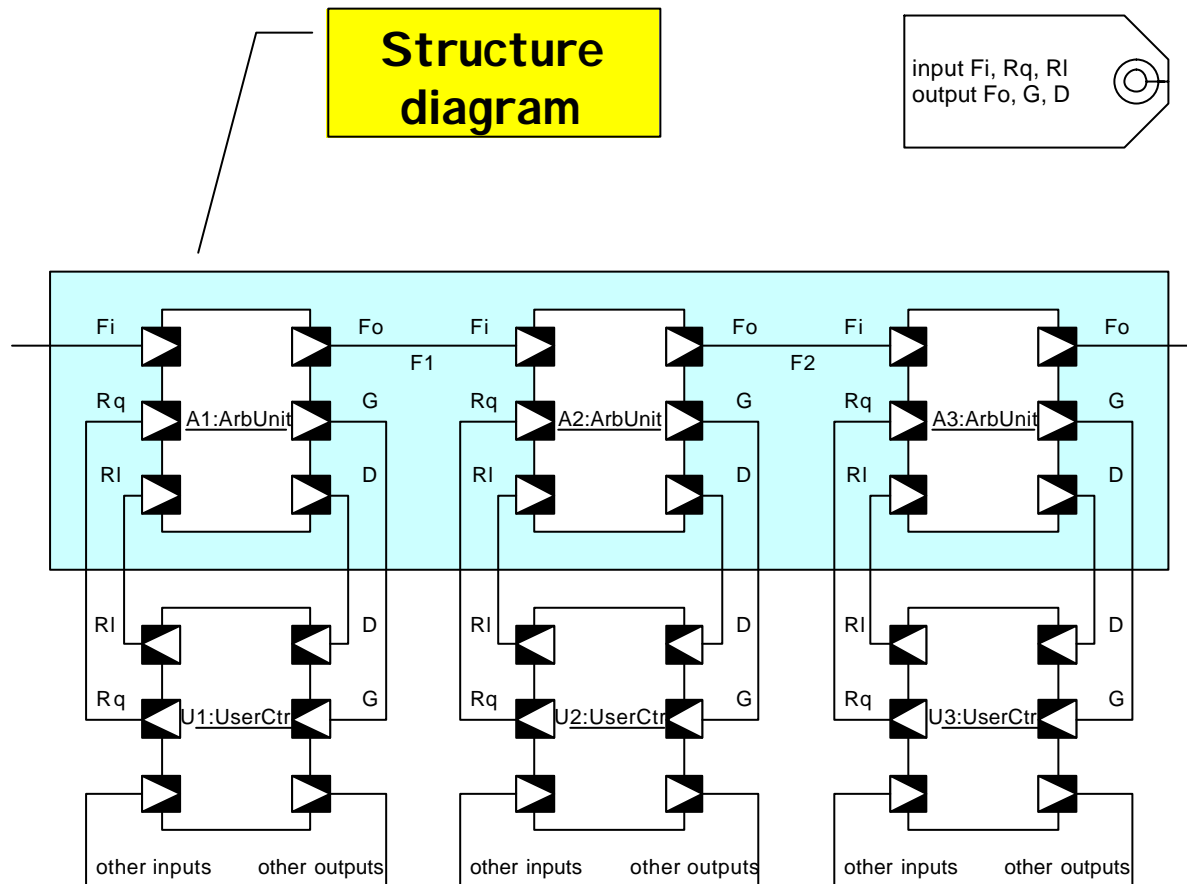 Structure
diagram
input Fi, Rq, Rl
output Fo, G, D
Fi Fo Fi Fo Fi Fo
F1 F2
Rq G Rq G Rq G
A1:ArbUnit A2:ArbUnit A3:ArbUnit
Rl D Rl D Rl D
Rl D Rl D Rl D
Rq G Rq G Rq G
U1:UserCtr U2:UserCtr U3:UserCtr
other inputs other outputs other inputs other outputs other inputs other outputs